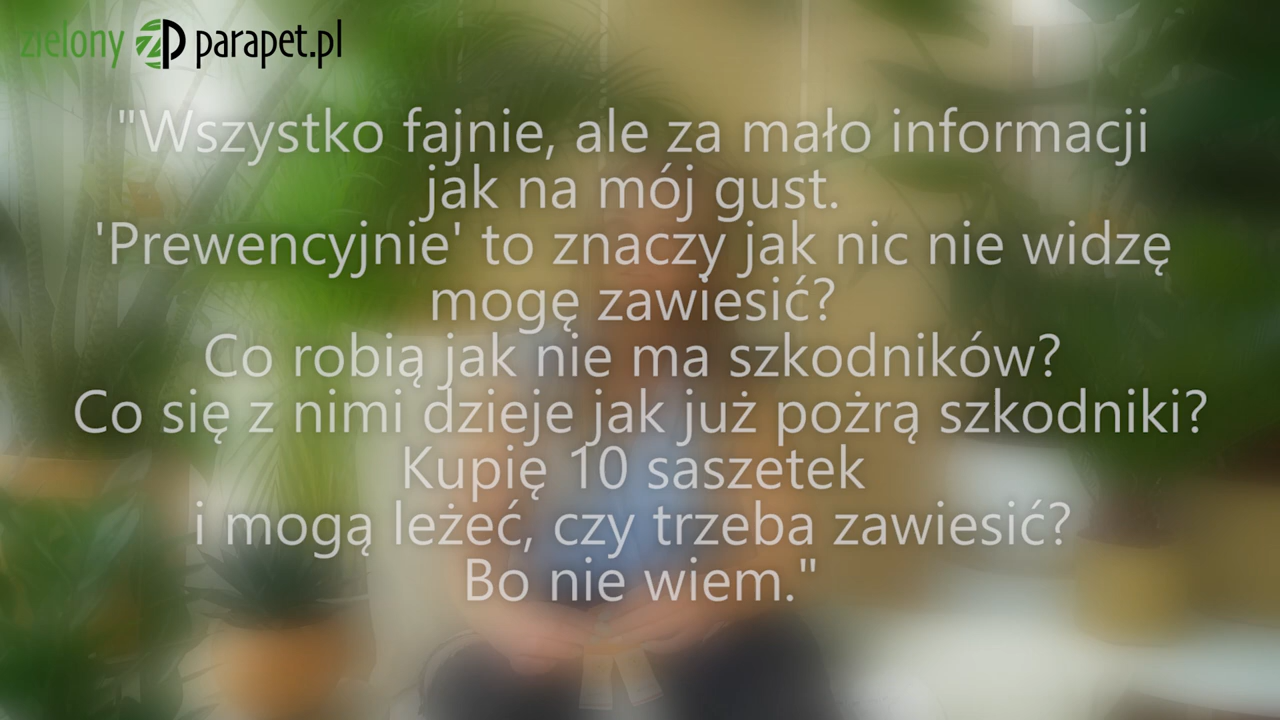 zielony zp parapet.pl
"Wszystko fajnie, ale za mało informacji
jak na mój gust.
'Prewencyjnie' to znaczy jak nic nie widzę
mogę zawiesić?
Co robią jak nie ma szkodników?
Co się z nimi dzieje jak już pożrą szkodniki?
Kupię 10 saszetek
i mogą leżeć, czy trzeba zawiesić?
Bo nie wiem."